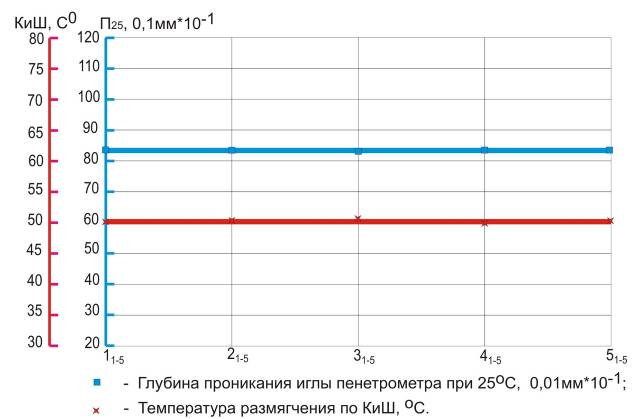 КиШ, С⁰ П25, 0,1мм*10⁻¹
80 120
75 110
70 100
65 90
60 80
55 70
50 60
45 50
40 40
35 30
30 20
1₁₋₅ 2₁₋₅ 3₁₋₅ 4₁₋₅ 5₁₋₅
- Глубина проникания иглы пенетрометра при 25ºС, 0,01мм*10⁻¹;
- Температура размягчения по КиШ, ºС.